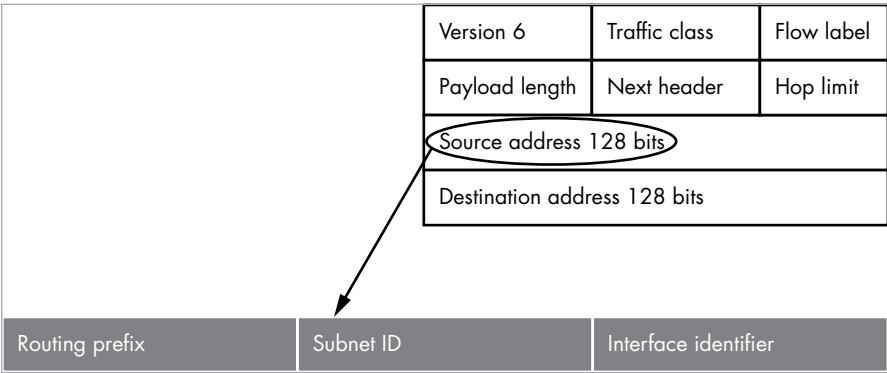 Version 6 Traffic class Flow label
Payload length Next header Hop limit
Source address 128 bits
Destination address 128 bits
Routing prefix Subnet ID Interface identifier